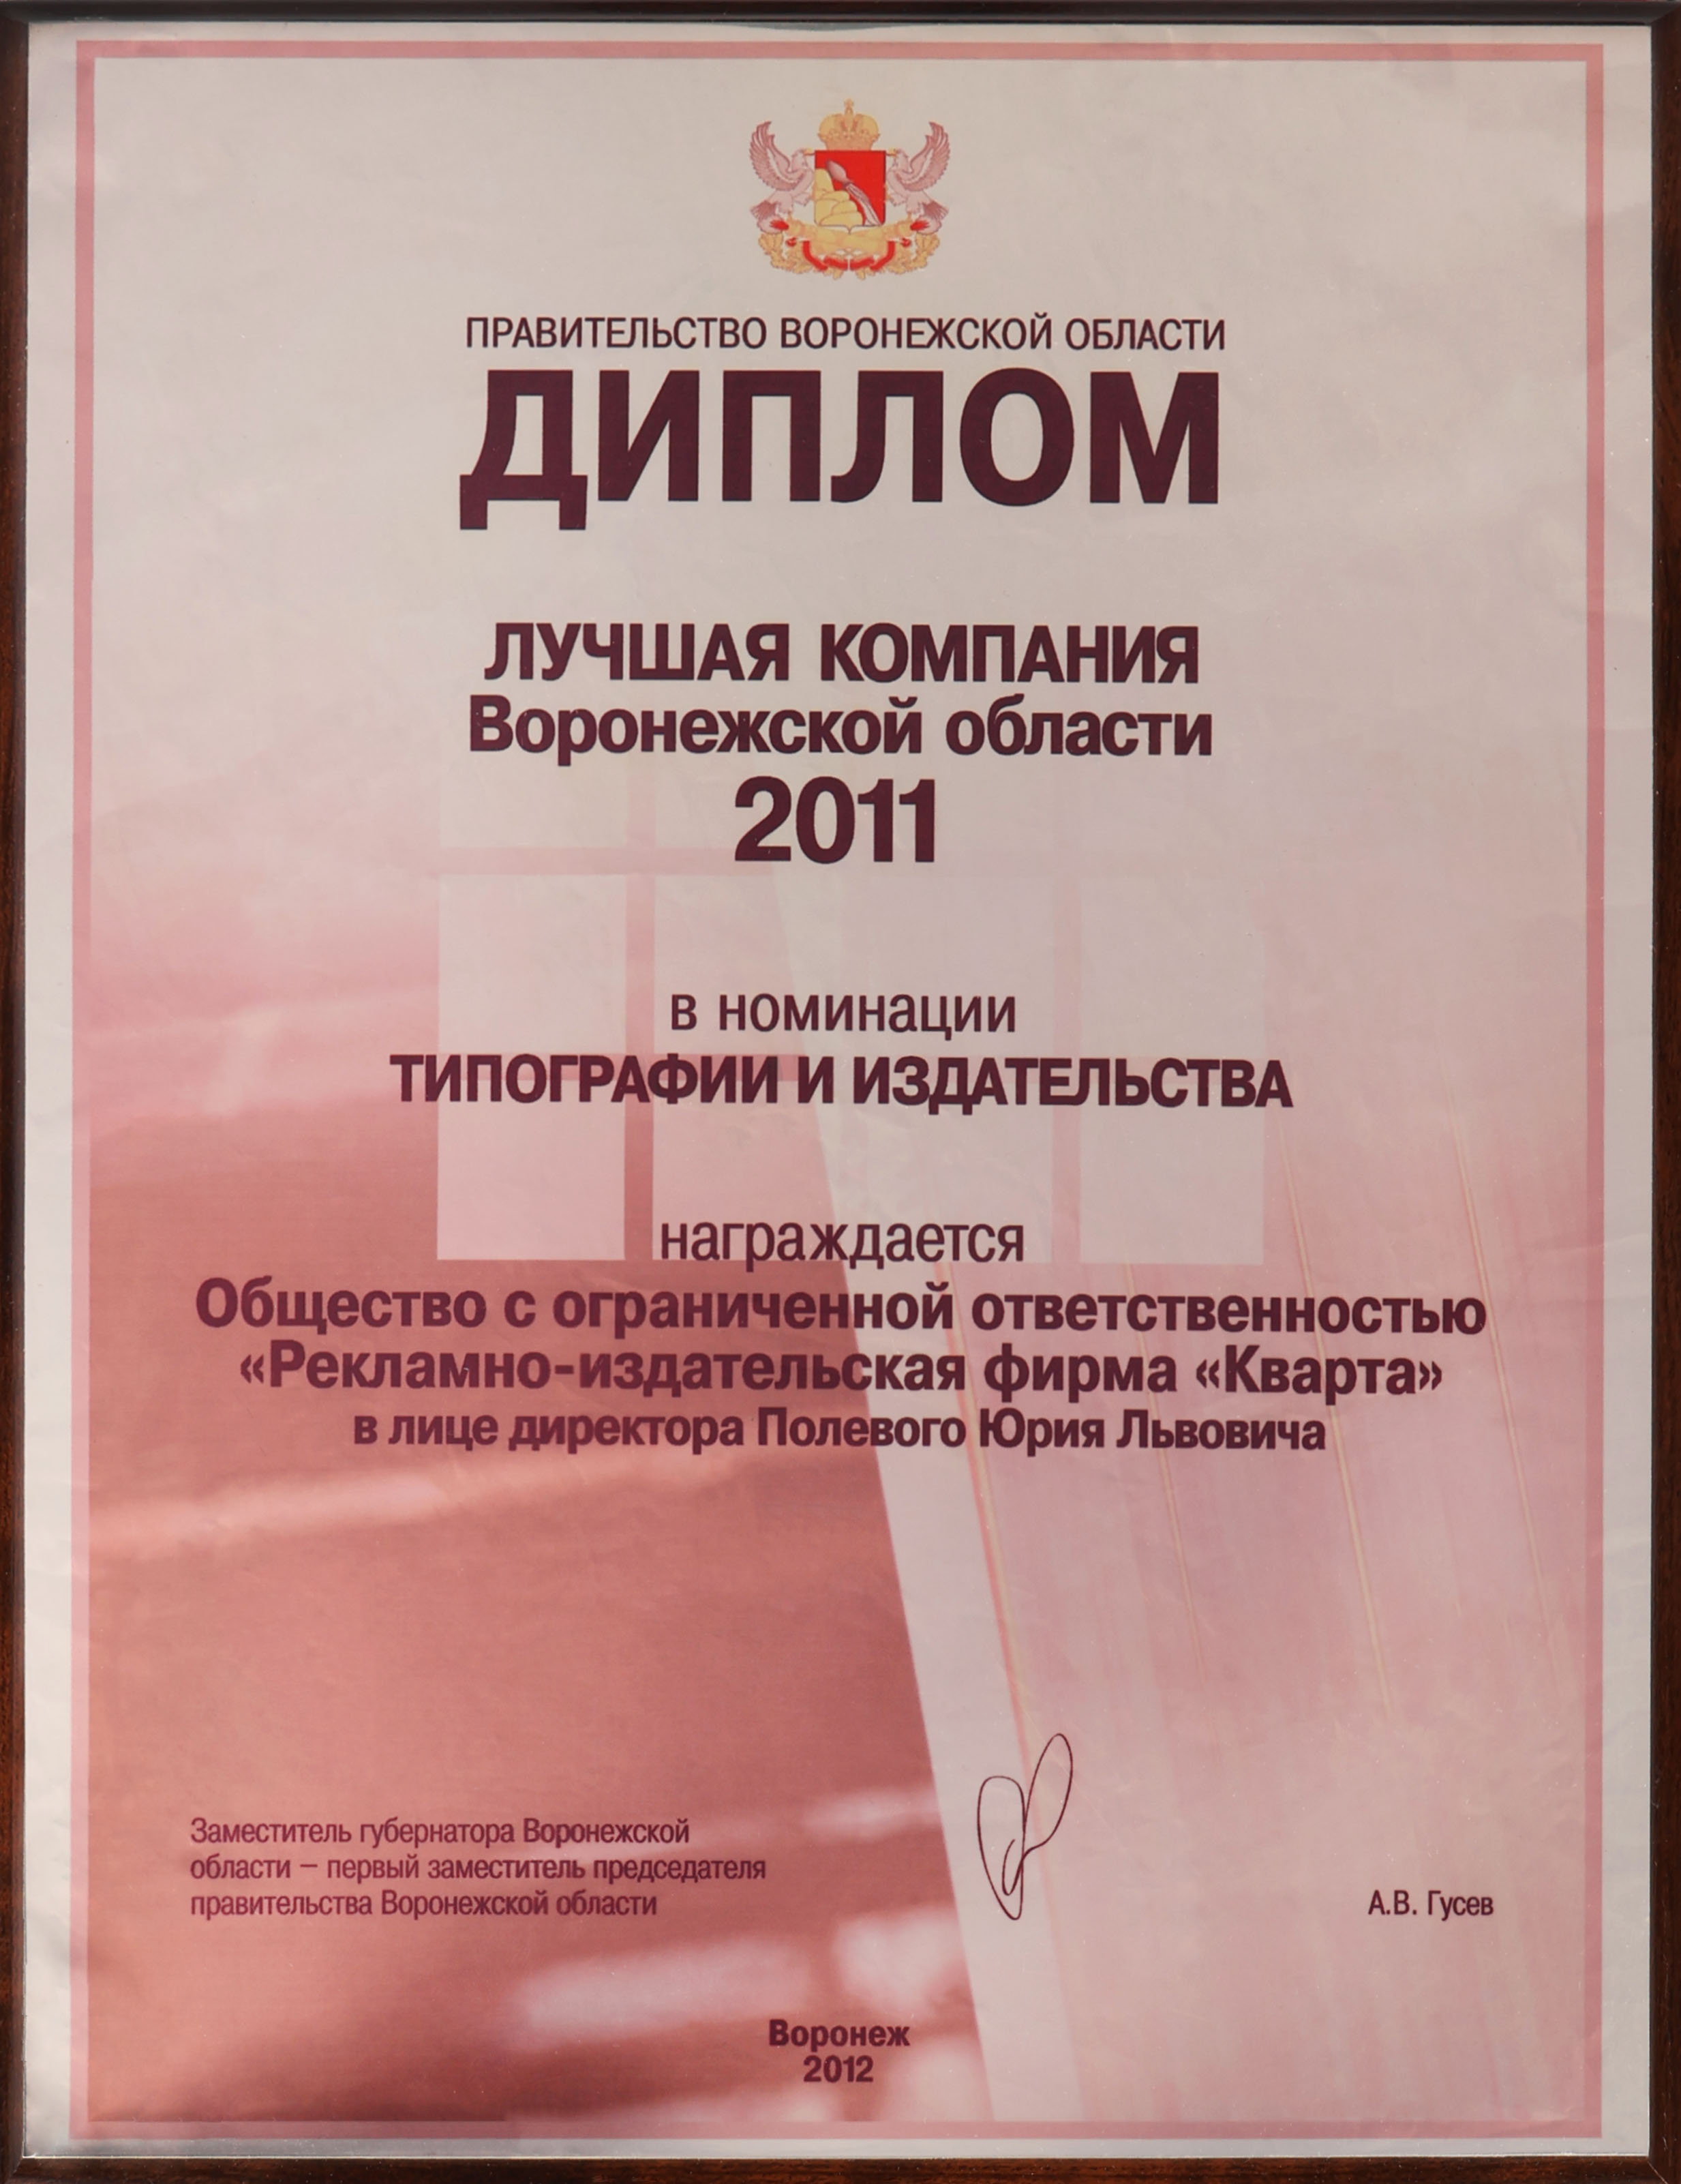 ПРАВИТЕЛЬСТВО ВОРОНЕЖСКОЙ ОБЛАСТИ
ДИПЛОМ
ЛУЧШАЯ КОМПАНИЯ
Воронежской области
2011
в номинации
ТИПОГРАФИИ И ИЗДАТЕЛЬСТВА
награждается
Общество с ограниченной ответственностью
«Рекламно-издательская фирма «Кварта»
в лице директора Полевого Юрия Львовича
Заместитель губернатора Воронежской
области – первый заместитель председателя
правительства Воронежской области
А.В. Гусев
Воронеж
2012